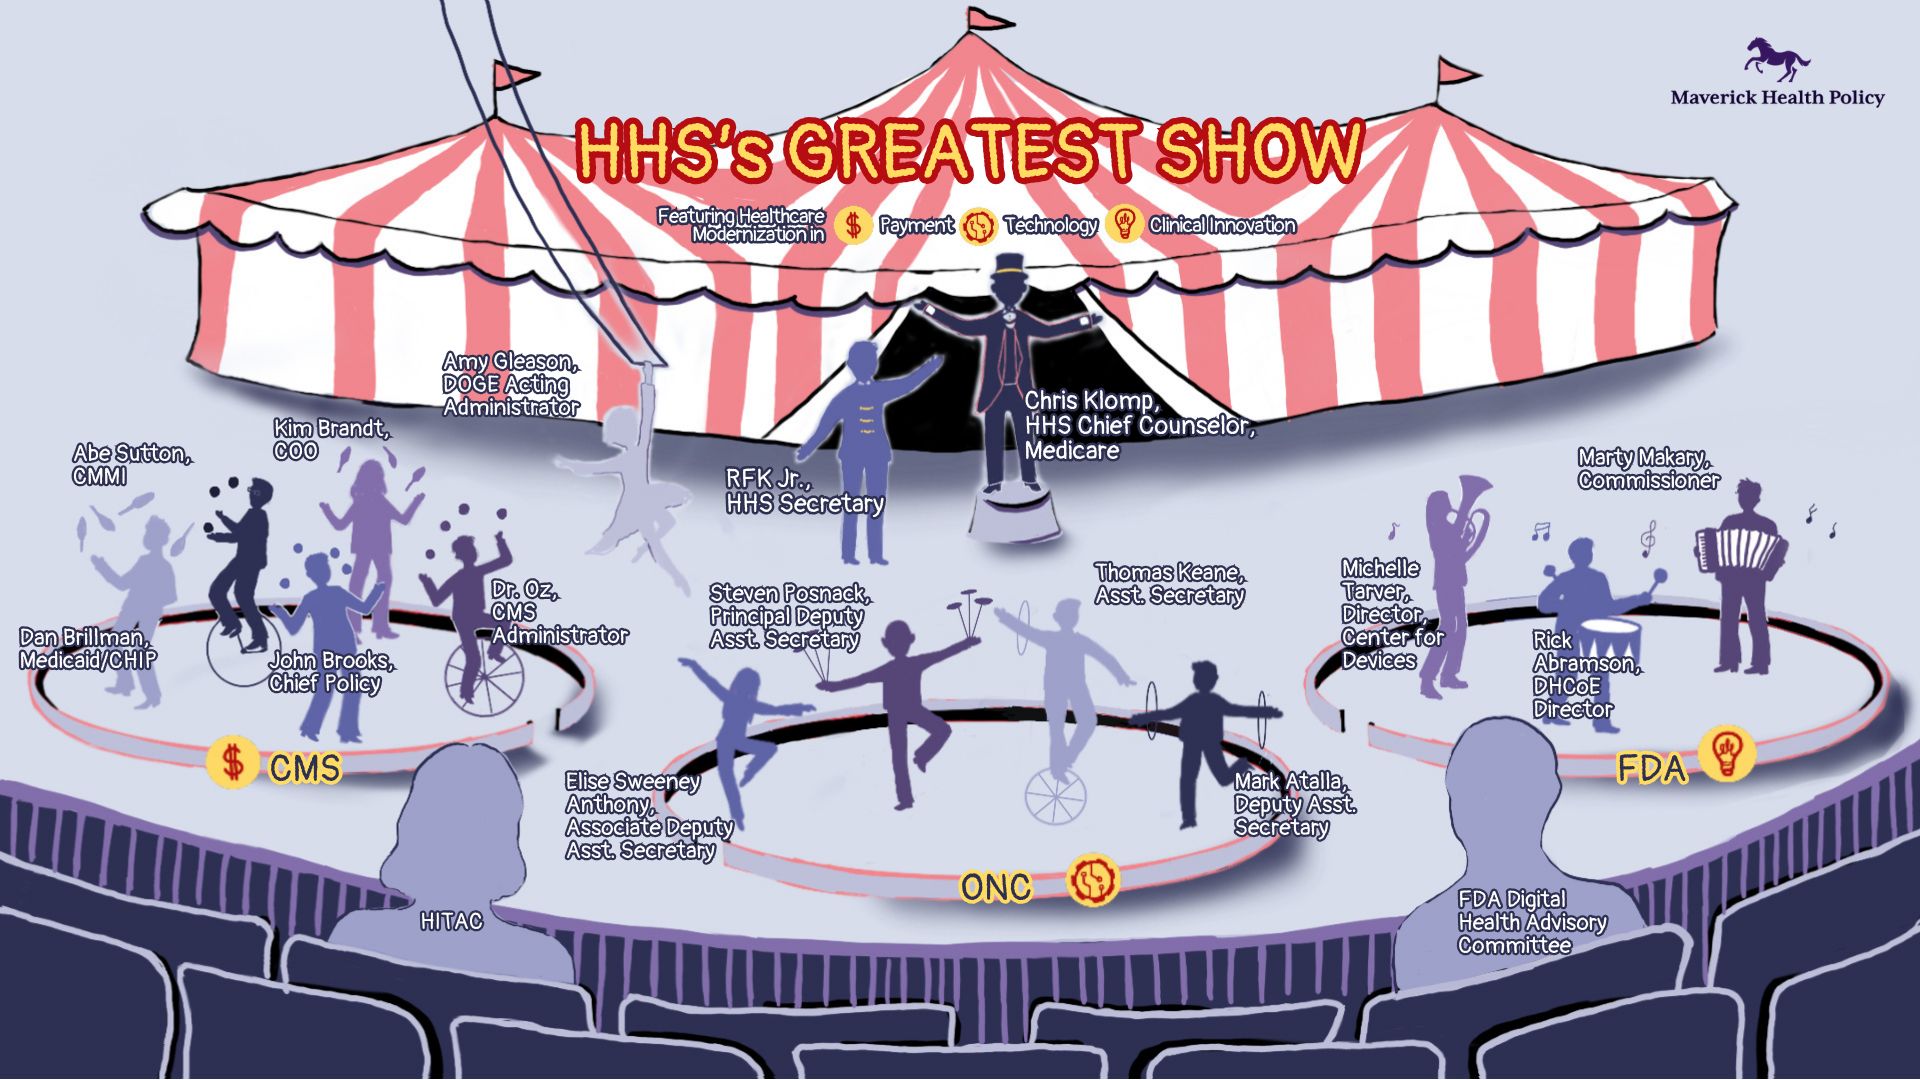 Maverick Health Policy
HHS's GREATEST SHOW
Featuring Healthcare
Modernization in
$ Payment
Technology
Clinical Innovation
Amy Gleason,
DOGE Acting
Administrator
Chris Klomp,
HHS Chief Counselor,
Medicare
RFK Jr.,
HHS Secretary
Kim Brandt,
COO
Abe Sutton,
CMMI
Dr. Oz,
CMS
Administrator
Dan Brillman,
Medicaid/CHIP
John Brooks,
Chief Policy
$ CMS
Steven Posnack,
Principal Deputy
Asst. Secretary
Thomas Keane,
Asst. Secretary
Elise Sweeney
Anthony,
Associate Deputy
Asst. Secretary
Mark Atalla,
Deputy Asst.
Secretary
ONC
Marty Makary,
Commissioner
Michelle
Tarver,
Director,
Center for
Devices
Rick
Abramson,
DHCoE
Director
FDA
HITAC
FDA Digital
Health Advisory
Committee